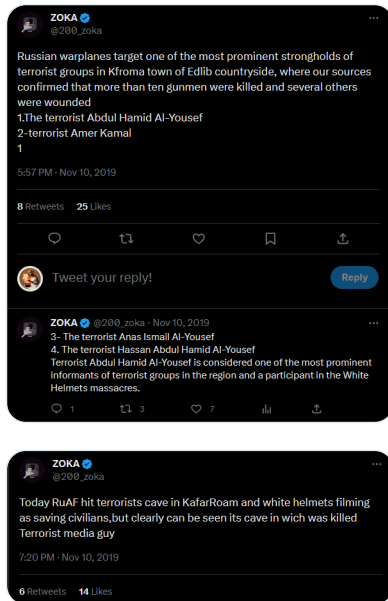 ZOKA
@200_zoka
Russian warplanes target one of the most prominent strongholds of
terrorist groups in Kfroma town of Edlib countryside, where our sources
confirmed that more than ten gunmen were killed and several others
were wounded
1.The terrorist Abdul Hamid Al-Yousef
2-terrorist Amer Kamal
1
5:57 PM · Nov 10, 2019
8 Retweets 25 Likes
Tweet your reply!
Reply
ZOKA @200_zoka · Nov 10, 2019
3- The terrorist Anas Ismail Al-Yousef
4. The terrorist Hassan Abdul Hamid Al-Yousef
Terrorist Abdul Hamid Al-Yousef is considered one of the most prominent
informants of terrorist groups in the region and a participant in the White
Helmets massacres.
1 3 7
ZOKA
@200_zoka
Today RuAF hit terrorists cave in KafarRoam and white helmets filming
as saving civilians,but clearly can be seen its cave in wich was killed
Terrorist media guy
7:20 PM · Nov 10, 2019
6 Retweets 14 Likes